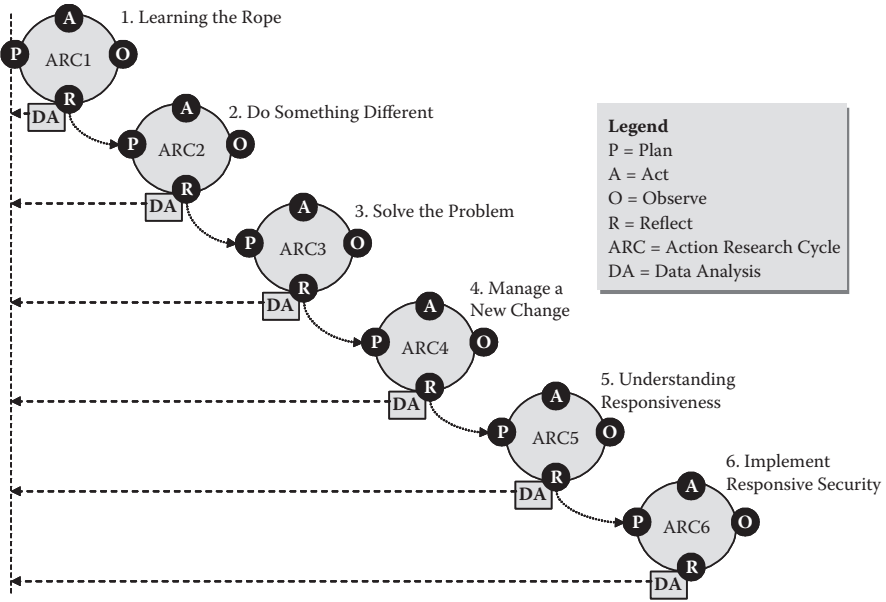 1. Learning the Rope
A
P
ARC1
O
R
DA
2. Do Something Different
A
P
ARC2
O
R
DA
3. Solve the Problem
A
P
ARC3
O
R
DA
4. Manage a
New Change
A
P
ARC4
O
R
DA
5. Understanding
Responsiveness
A
P
ARC5
O
R
DA
6. Implement
Responsive Security
A
P
ARC6
O
R
DA
Legend
P = Plan
A = Act
O = Observe
R = Reflect
ARC = Action Research Cycle
DA = Data Analysis